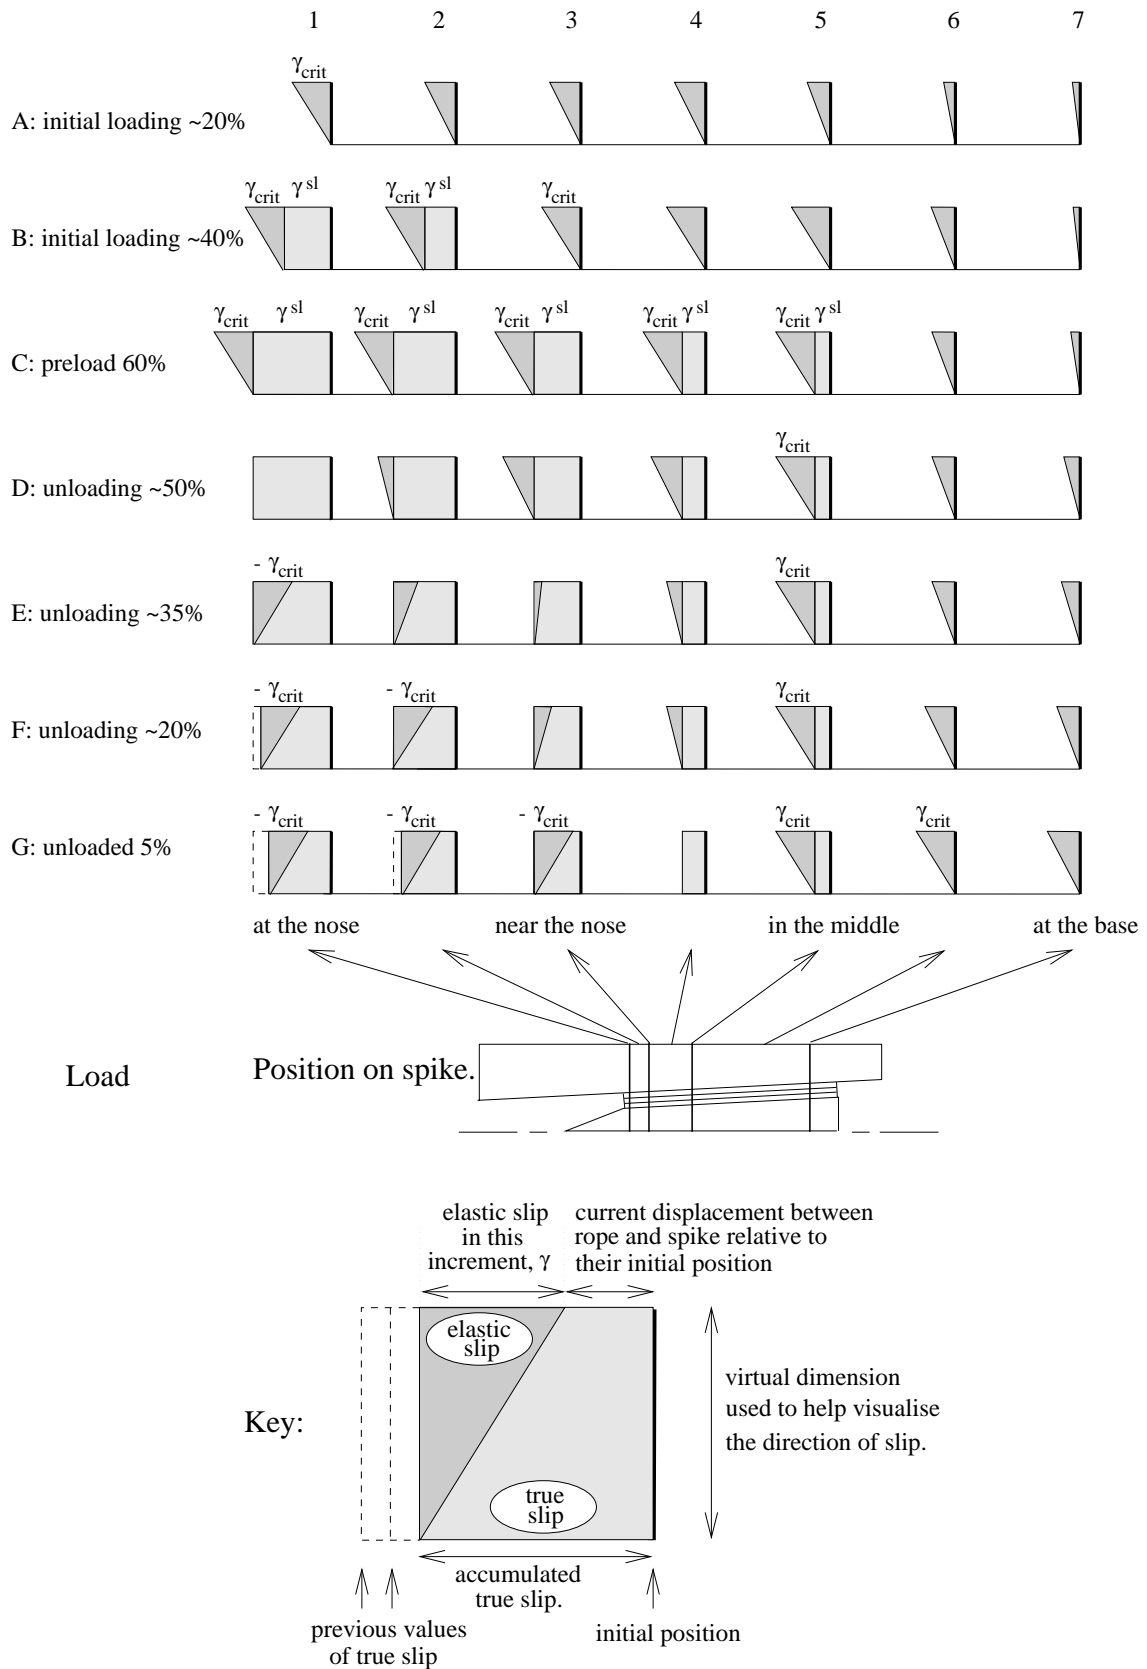 1 2 3 4 5 6 7
γcrit
A: initial loading ~20%
γcrit γsl γcrit γsl γcrit
B: initial loading ~40%
γcrit γsl γcrit γsl γcrit γsl γcrit γsl γcrit γsl
C: preload 60%
γcrit
D: unloading ~50%
- γcrit γcrit
E: unloading ~35%
- γcrit - γcrit γcrit
F: unloading ~20%
- γcrit - γcrit - γcrit γcrit γcrit
G: unloaded 5%
at the nose near the nose in the middle at the base
Load Position on spike.
elastic slip
in this
increment, γ
current displacement between
rope and spike relative to
their initial position
elastic
slip
virtual dimension
used to help visualise
the direction of slip.
Key:
true
slip
accumulated
true slip.
previous values
of true slip
initial position